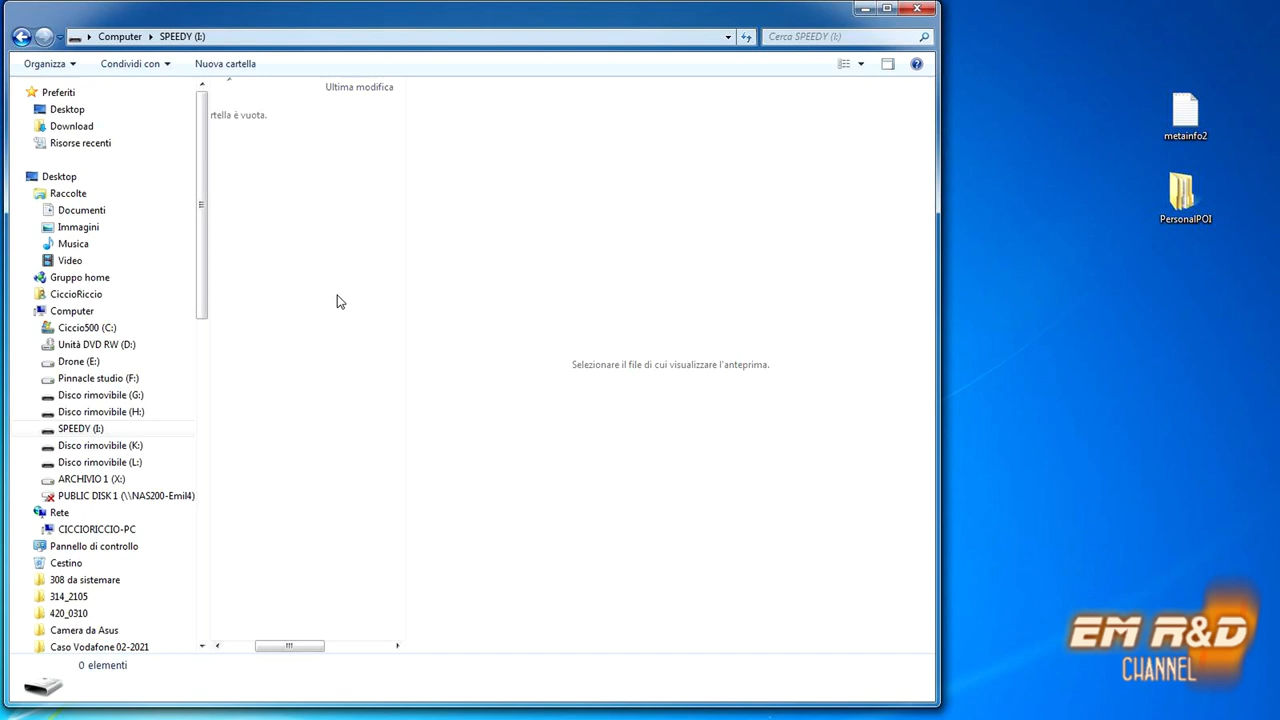 Computer ▸ SPEEDY (I:)
Cerca SPEEDY (I:)
Organizza
Condividi con
Nuova cartella
Ultima modifica
rtella è vuota.
Preferiti
Desktop
Download
Risorse recenti
Desktop
Raccolte
Documenti
Immagini
Musica
Video
Gruppo home
CiccioRiccio
Computer
Ciccio500 (C:)
Unità DVD RW (D:)
Drone (E:)
Pinnacle studio (F:)
Disco rimovibile (G:)
Disco rimovibile (H:)
SPEEDY (I:)
Disco rimovibile (K:)
Disco rimovibile (L:)
ARCHIVIO 1 (X:)
PUBLIC DISK 1 (\\NAS200-Emil4)
Rete
CICCIORICCIO-PC
Pannello di controllo
Cestino
308 da sistemare
314_2105
420_0310
Camera da Asus
Caso Vodafone 02-2021
0 elementi
Selezionare il file di cui visualizzare l'anteprima.
metainfo2
PersonalPOI
EM R&D
CHANNEL